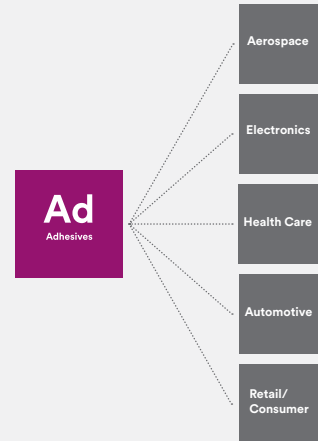 Ad
Adhesives
Aerospace
Electronics
Health Care
Automotive
Retail/
Consumer